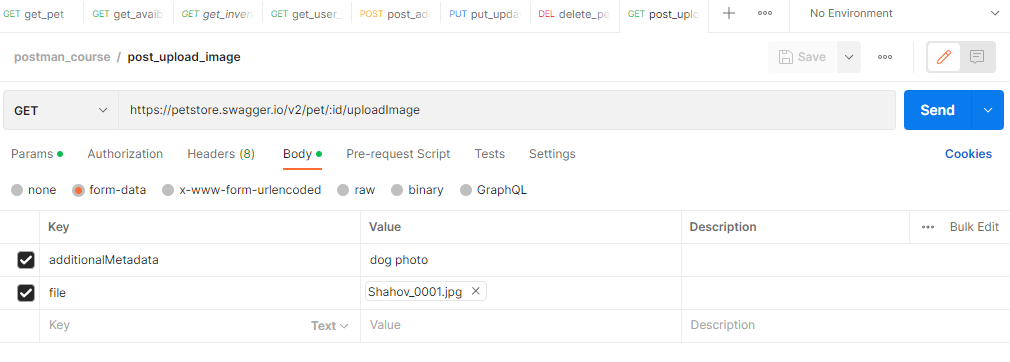 GET get_pet GET get_avaib GET get_inven GET get_user_ POST post_ad PUT put_upda DEL delete_pe GET post_uplo + No Environment
postman_course / post_upload_image Save
GET https://petstore.swagger.io/v2/pet/:id/uploadImage Send
Params Authorization Headers (8) Body Pre-request Script Tests Settings Cookies
none form-data x-www-form-urlencoded raw binary GraphQL
Key Value Description Bulk Edit
additionalMetadata dog photo
file Shahov_0001.jpg
Key Text Value Description